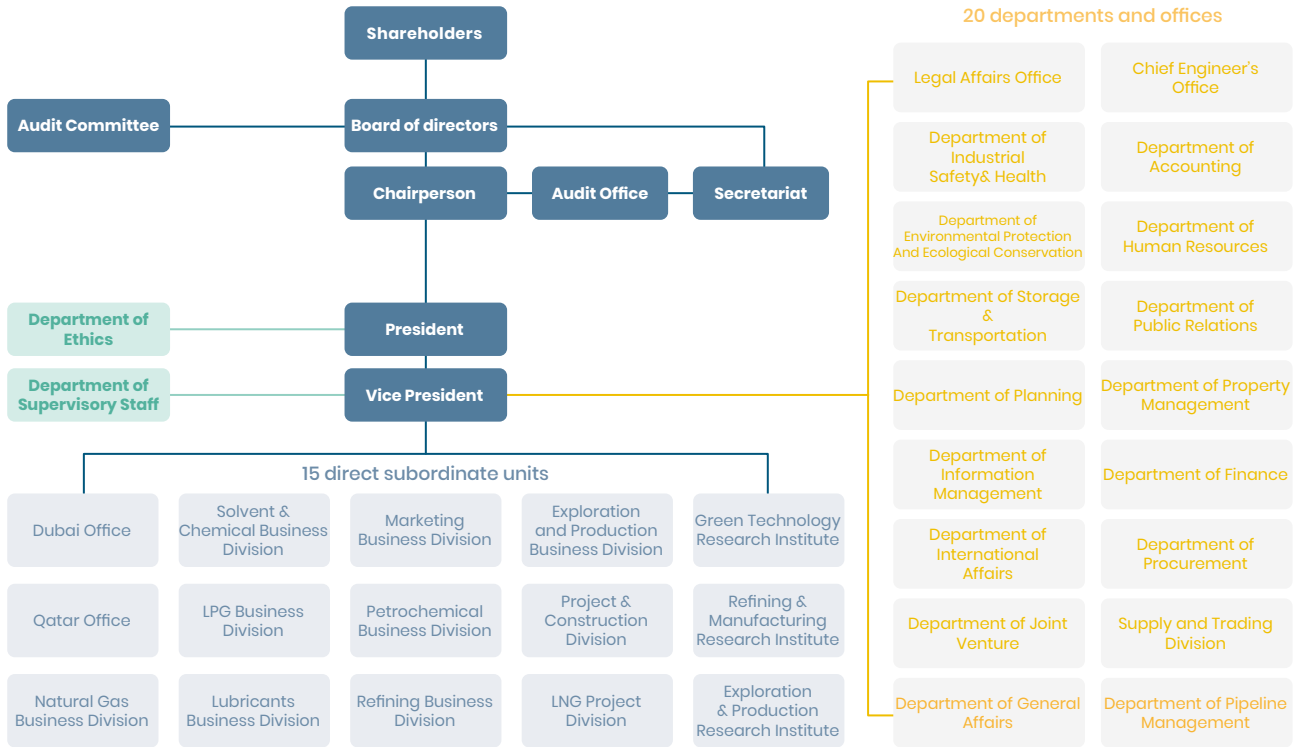 Shareholders
Audit Committee
Board of directors
Chairperson
Audit Office
Secretariat
Department of
Ethics
President
Department of
Supervisory Staff
Vice President
15 direct subordinate units
Dubai Office
Solvent &
Chemical Business
Division
Marketing
Business Division
Exploration
and Production
Business Division
Green Technology
Research Institute
Qatar Office
LPG Business
Division
Petrochemical
Business Division
Project &
Construction
Division
Refining &
Manufacturing
Research Institute
Natural Gas
Business Division
Lubricants
Business Division
Refining Business
Division
LNG Project
Division
Exploration
& Production
Research Institute
20 departments and offices
Legal Affairs Office
Chief Engineer's
Office
Department of
Industrial
Safety& Health
Department of
Accounting
Department of
Environmental Protection
And Ecological Conservation
Department of
Human Resources
Department of Storage
&
Transportation
Department of
Public Relations
Department of Planning
Department of Property
Management
Department of
Information
Management
Department of Finance
Department of
International
Affairs
Department of
Procurement
Department of Joint
Venture
Supply and Trading
Division
Department of General
Affairs
Department of Pipeline
Management